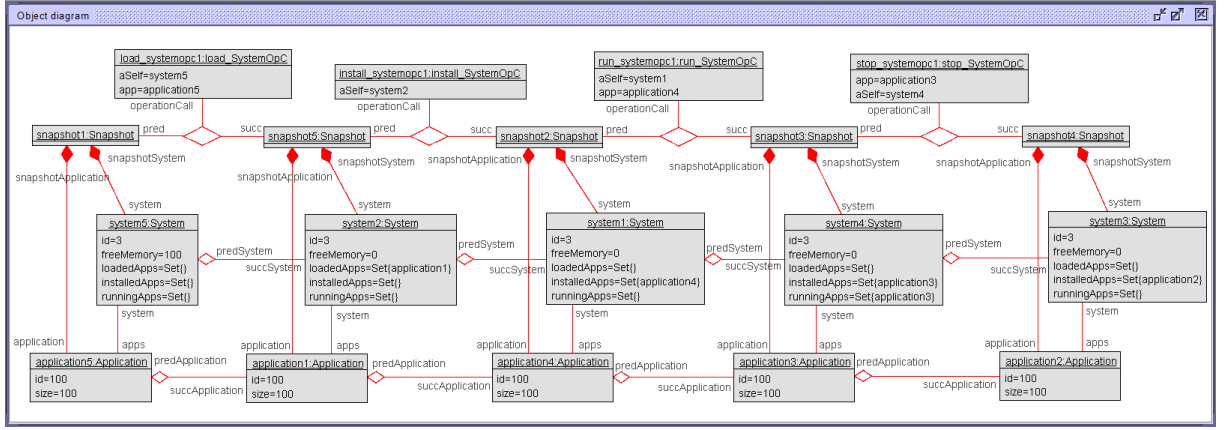 Object diagram
load_systemopc1:load_SystemOpC
aSelf=system5
app=application5
operationCall
install_systemopc1:install_SystemOpC
aSelf=system2
operationCall
run_systemopc1:run_SystemOpC
aSelf=system1
app=application4
operationCall
stop_systemopc1:stop_SystemOpC
app=application3
aSelf=system4
operationCall
snapshot1:Snapshot
pred
succ
snapshot5:Snapshot
pred
succ
snapshot2:Snapshot
pred
succ
snapshot3:Snapshot
pred
succ
snapshot4:Snapshot
snapshotSystem
snapshotApplication
snapshotSystem
snapshotApplication
snapshotSystem
snapshotApplication
snapshotSystem
snapshotApplication
snapshotSystem
snapshotApplication
system
system
system
system
system
system5:System
id=3
freeMemory=100
loadedApps=Set{}
installedApps=Set{}
runningApps=Set{}
predSystem
succSystem
system2:System
id=3
freeMemory=0
loadedApps=Set{application1}
installedApps=Set{}
runningApps=Set{}
predSystem
succSystem
system1:System
id=3
freeMemory=0
loadedApps=Set{}
installedApps=Set{application4}
runningApps=Set{}
predSystem
succSystem
system4:System
id=3
freeMemory=0
loadedApps=Set{}
installedApps=Set{application3}
runningApps=Set{application3}
predSystem
succSystem
system3:System
id=3
freeMemory=0
loadedApps=Set{}
installedApps=Set{application2}
runningApps=Set{}
system
system
system
system
system
application
apps
application
apps
application
apps
application
apps
application
apps
application5:Application
id=100
size=100
predApplication
succApplication
application1:Application
id=100
size=100
predApplication
succApplication
application4:Application
id=100
size=100
predApplication
succApplication
application3:Application
id=100
size=100
predApplication
succApplication
application2:Application
id=100
size=100